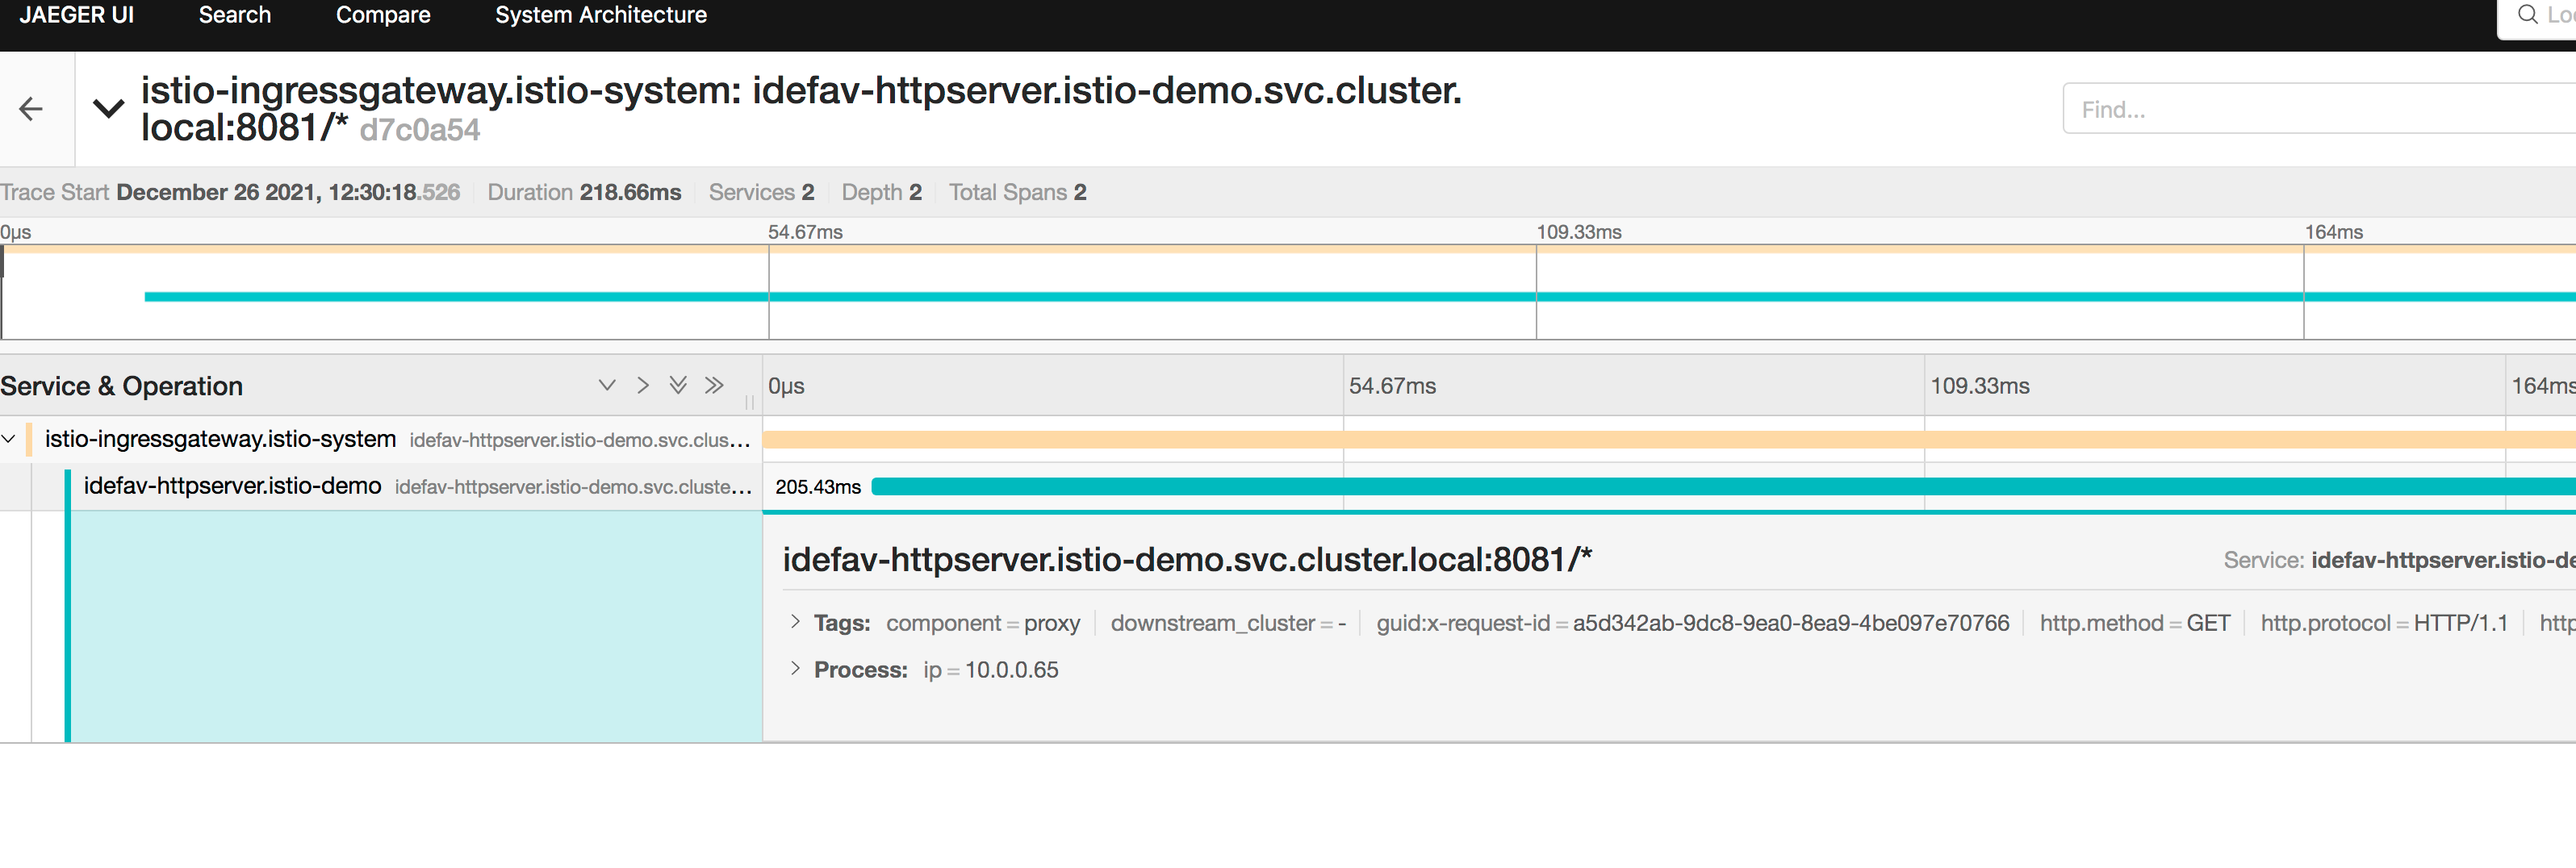 JAEGER UI Search Compare System Architecture
istio-ingressgateway.istio-system: idefav-httpserver.istio-demo.svc.cluster.
local:8081/* d7c0a54
Find...
Trace Start December 26 2021, 12:30:18.526 Duration 218.66ms Services 2 Depth 2 Total Spans 2
0μs 54.67ms 109.33ms 164ms
Service & Operation 0μs 54.67ms 109.33ms 164ms
istio-ingressgateway.istio-system idefav-httpserver.istio-demo.svc.clus...
idefav-httpserver.istio-demo idefav-httpserver.istio-demo.svc.cluste... 205.43ms
idefav-httpserver.istio-demo.svc.cluster.local:8081/* Service: idefav-httpserver.istio-de
Tags: component = proxy downstream_cluster = - guid:x-request-id = a5d342ab-9dc8-9ea0-8ea9-4be097e70766 http.method = GET http.protocol = HTTP/1.1 http
Process: ip = 10.0.0.65